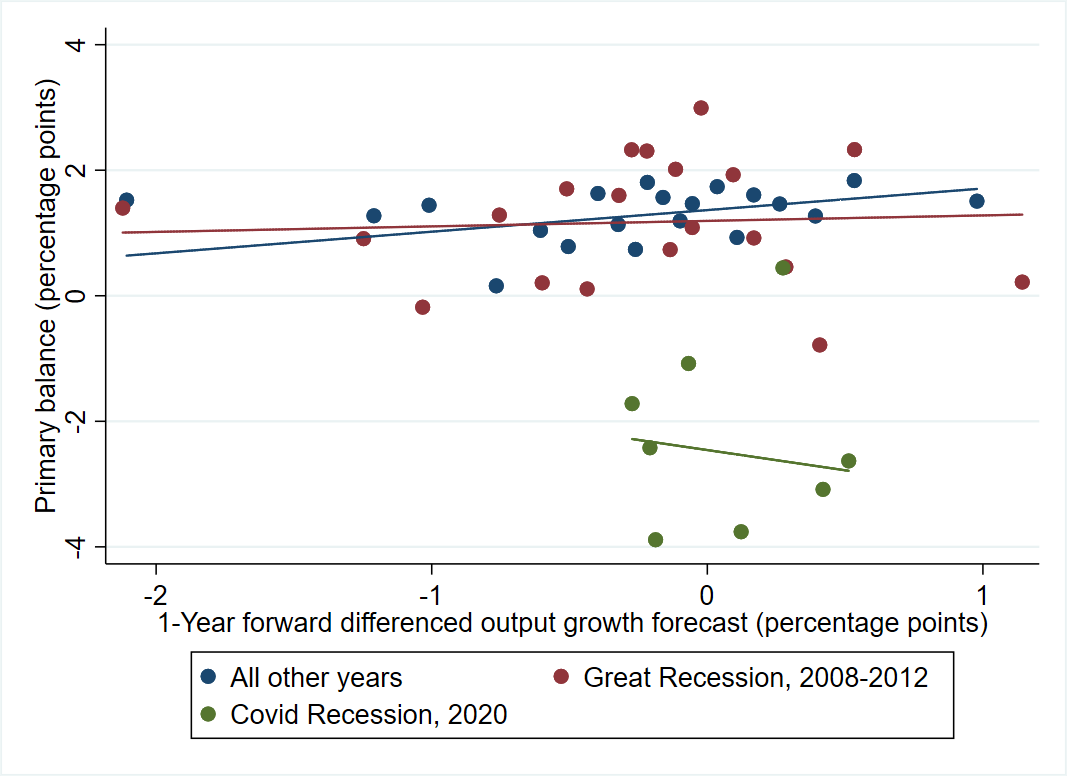 Primary balance (percentage points)
4
2
0
-2
-4
-2
-1
0
1
1-Year forward differenced output growth forecast (percentage points)
All other years
Great Recession, 2008-2012
Covid Recession, 2020